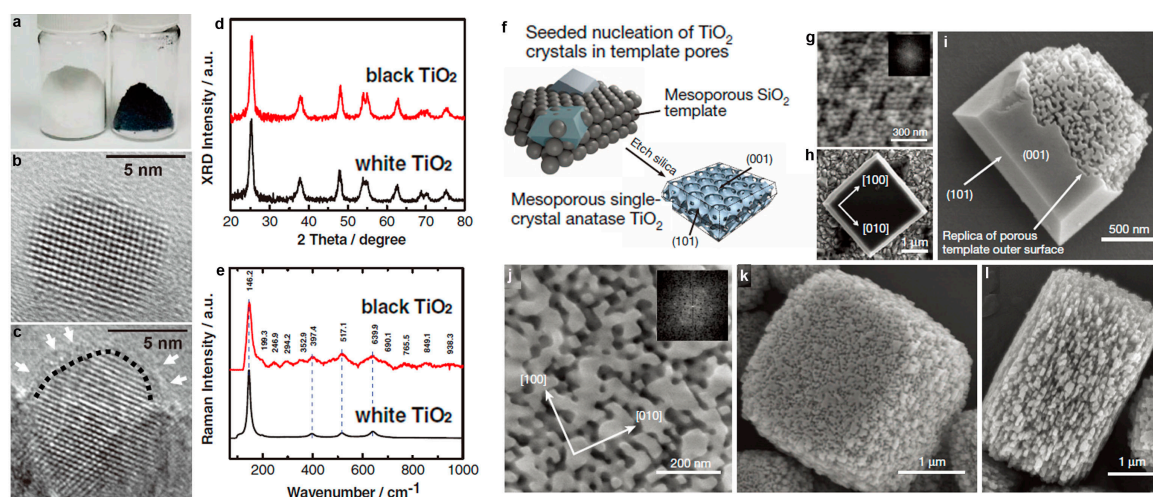 a
b
5 nm
c
5 nm
d
XRD Intensity / a.u.
black TiO2
white TiO2
20 30 40 50 60 70 80
2 Theta / degree
e
Raman Intensity / a.u.
146.2
199.3
246.9
294.2
352.9
397.4
517.1
639.9
690.1
765.5
849.1
938.3
black TiO2
white TiO2
200 400 600 800 1000
Wavenumber / cm-1
f
Seeded nucleation of TiO2
crystals in template pores
Mesoporous SiO2
template
Etch silica
(001)
Mesoporous single-
crystal anatase TiO2
(101)
g
300 nm
h
[100]
[010]
1 µm
i
(001)
(101)
Replica of porous
template outer surface
500 nm
j
[100]
[010]
200 nm
k
1 µm
l
1 µm